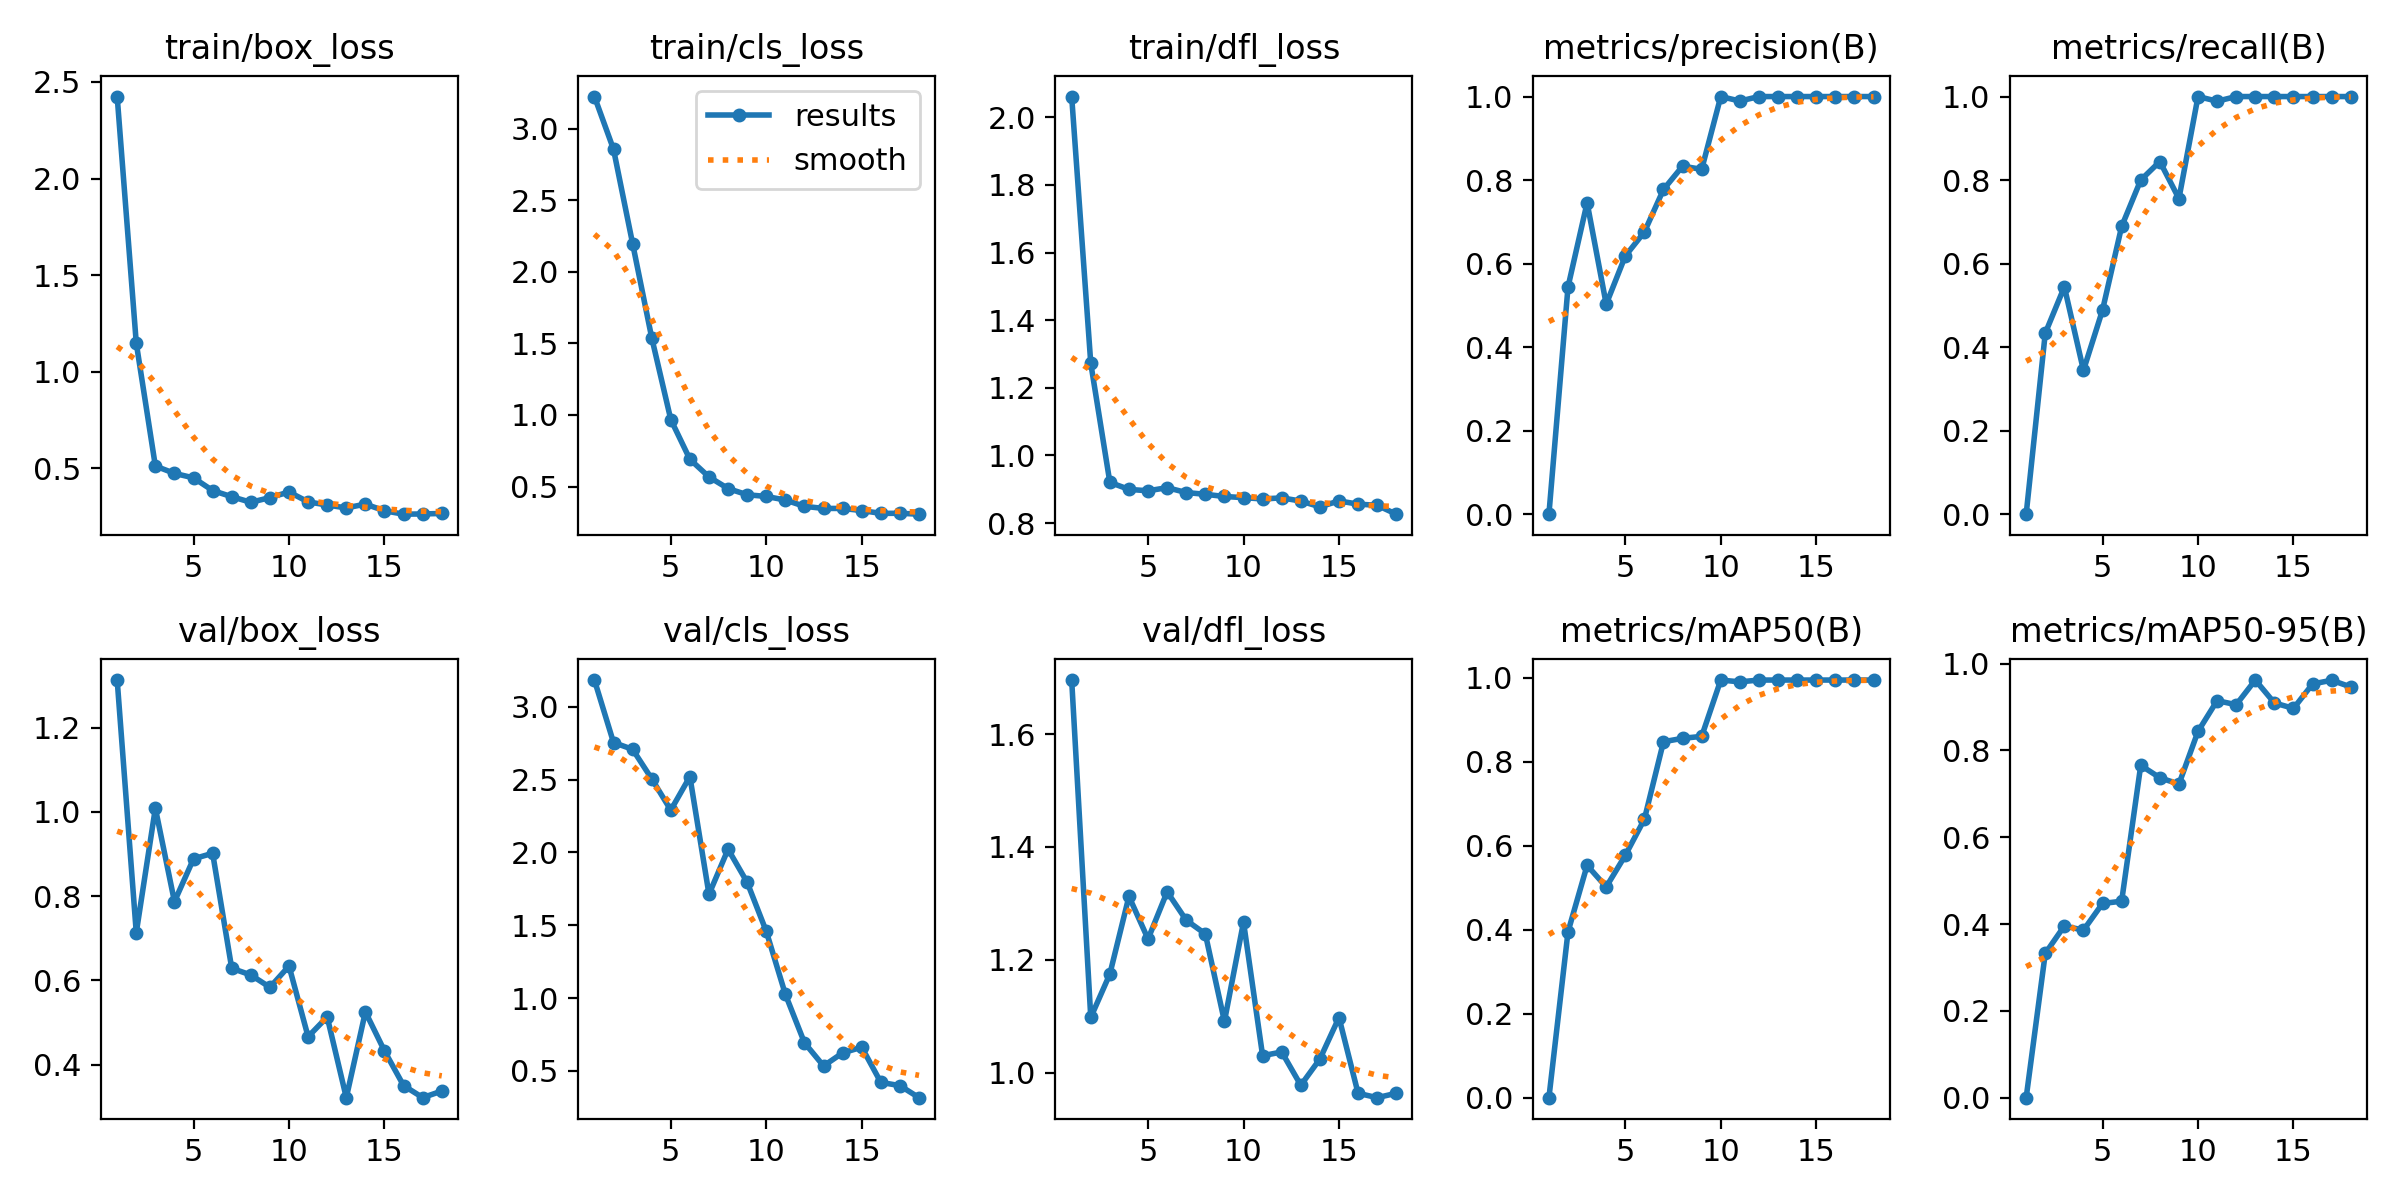 train/box_loss
2.5
2.0
1.5
1.0
0.5
5 10 15
train/cls_loss
results
smooth
3.0
2.5
2.0
1.5
1.0
0.5
5 10 15
train/dfl_loss
2.0
1.8
1.6
1.4
1.2
1.0
0.8
5 10 15
metrics/precision(B)
1.0
0.8
0.6
0.4
0.2
0.0
5 10 15
metrics/recall(B)
1.0
0.8
0.6
0.4
0.2
0.0
5 10 15
val/box_loss
1.2
1.0
0.8
0.6
0.4
5 10 15
val/cls_loss
3.0
2.5
2.0
1.5
1.0
0.5
5 10 15
val/dfl_loss
1.6
1.4
1.2
1.0
5 10 15
metrics/mAP50(B)
1.0
0.8
0.6
0.4
0.2
0.0
5 10 15
metrics/mAP50-95(B)
1.0
0.8
0.6
0.4
0.2
0.0
5 10 15